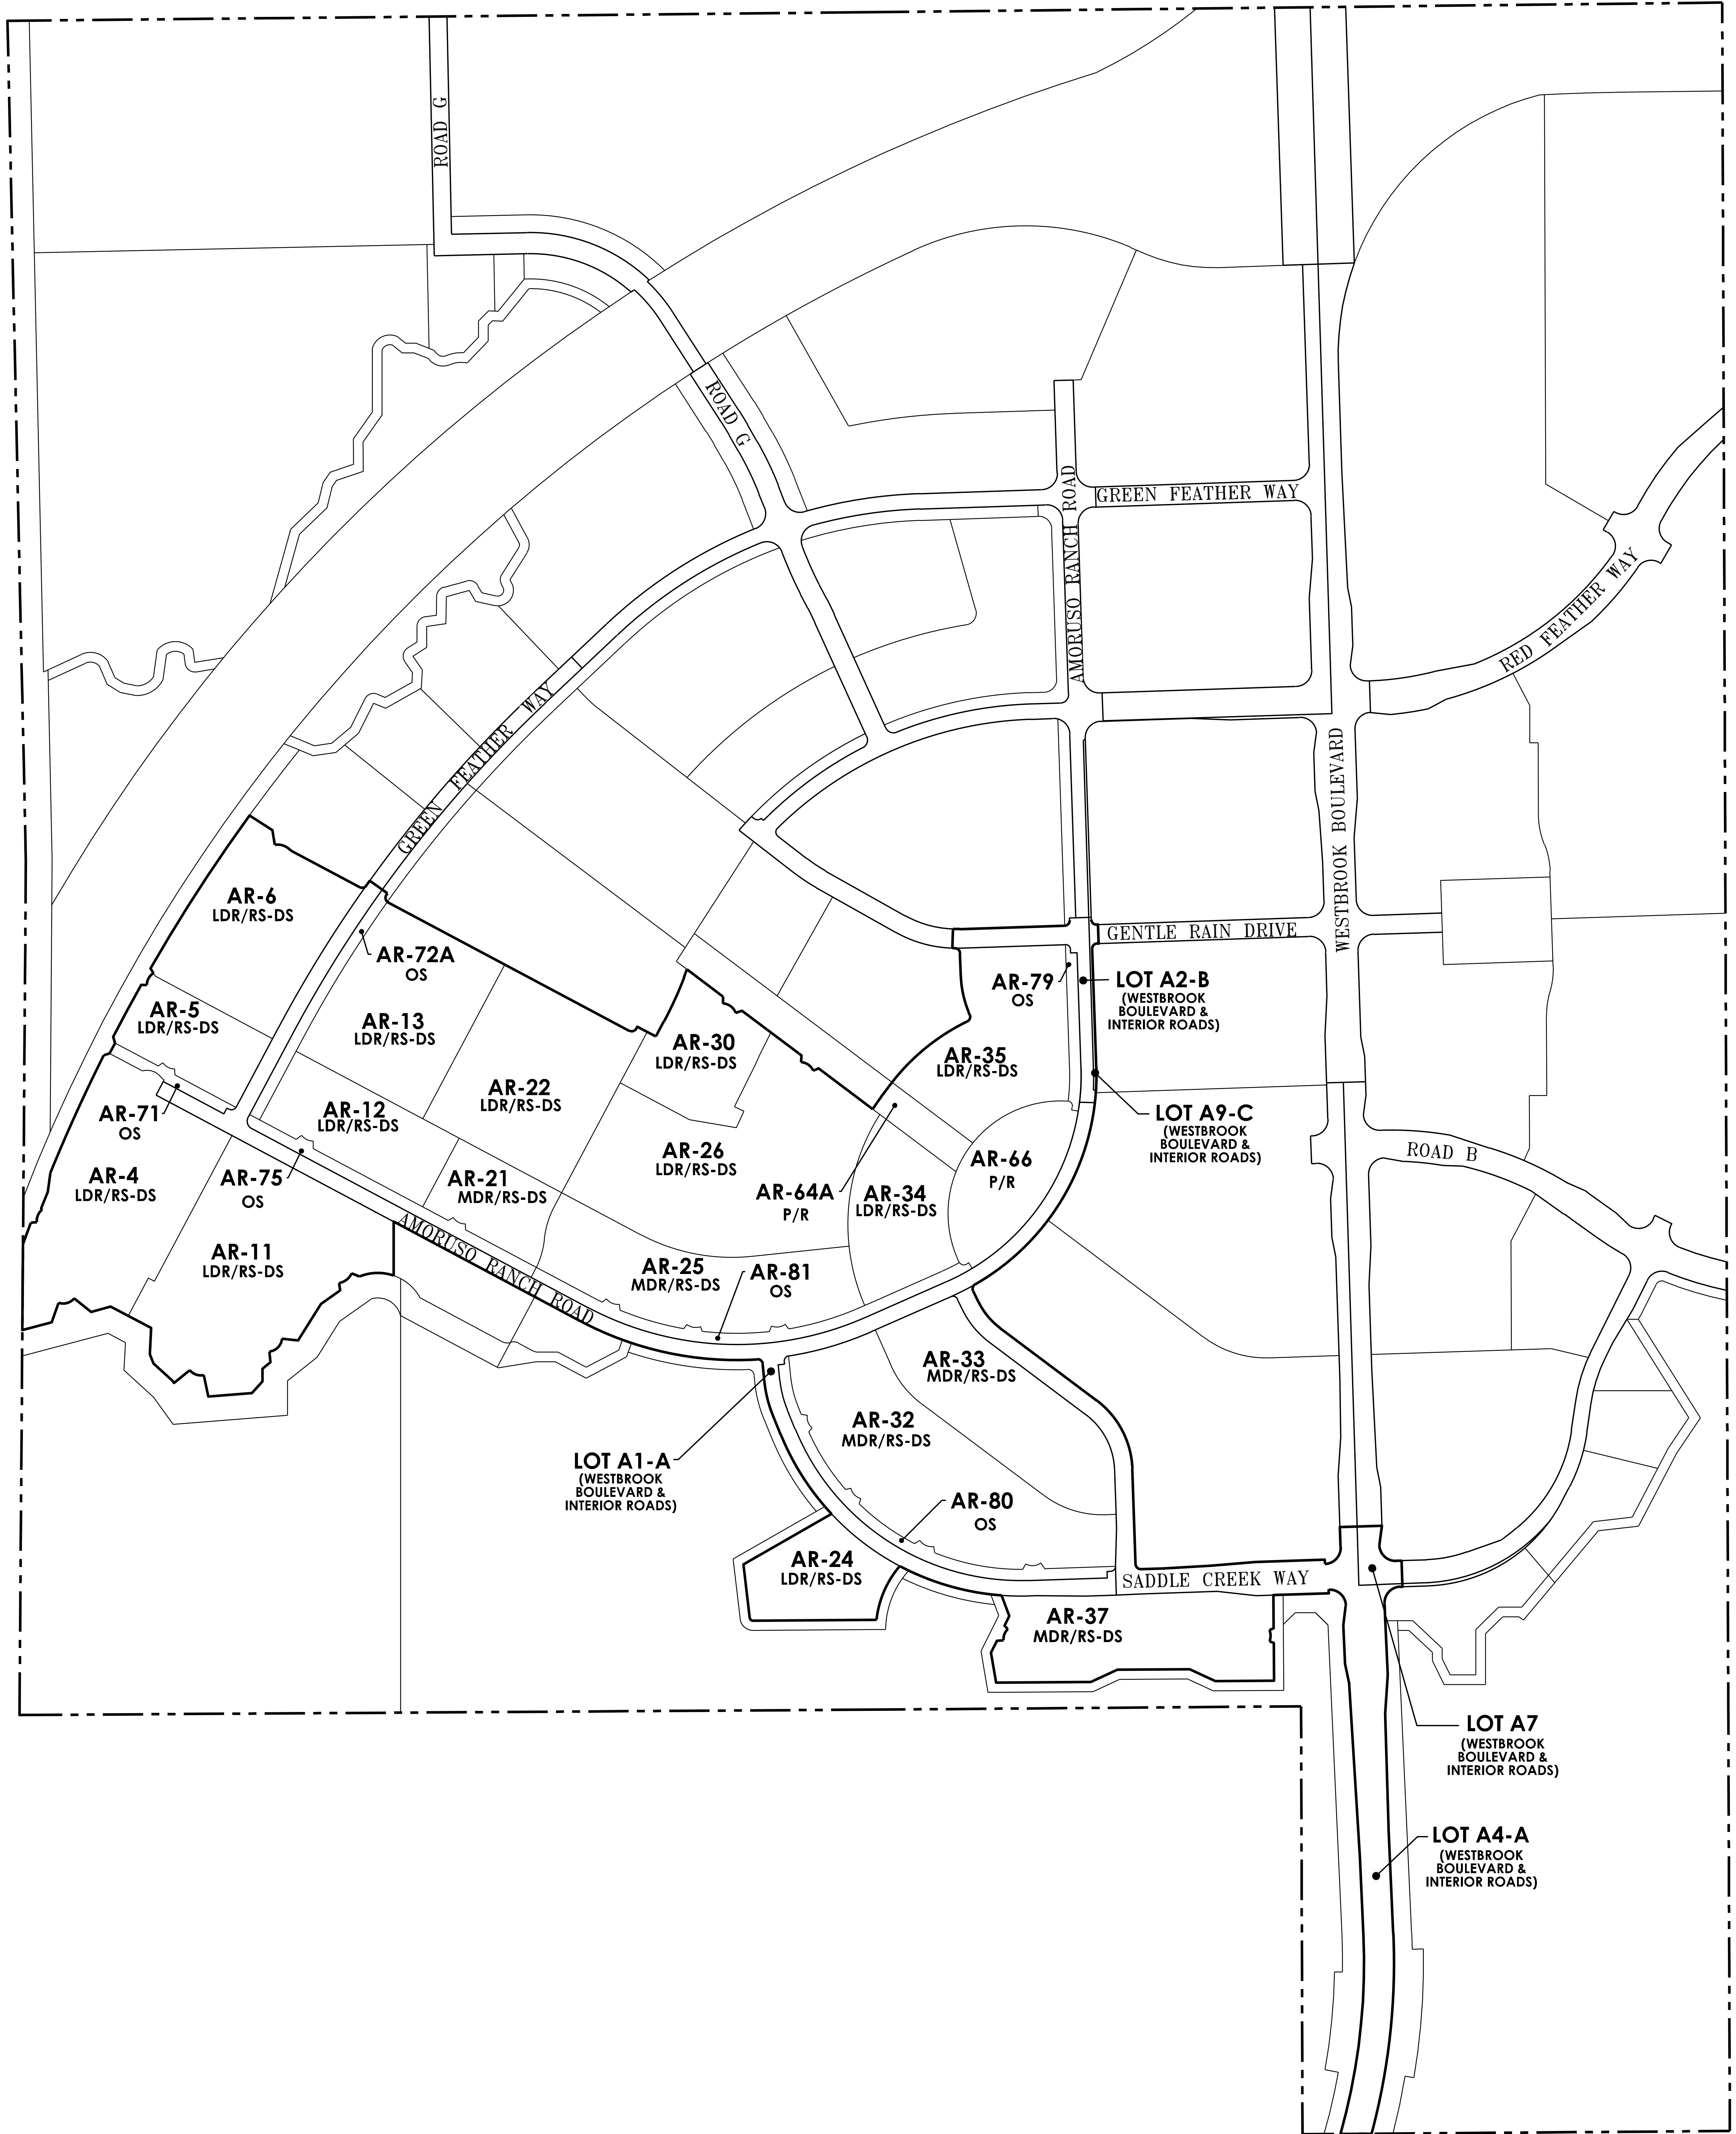 ROAD G
ROAD G
GREEN FEATHER WAY
AMORUSO RANCH ROAD
RED FEATHER WAY
GREEN FEATHER WAY
WESTBROOK BOULEVARD
AR-6
LDR/RS-DS
AR-72A
OS
GENTLE RAIN DRIVE
AR-79
OS
LOT A2-B
(WESTBROOK
BOULEVARD &
INTERIOR ROADS)
AR-5
LDR/RS-DS
AR-13
LDR/RS-DS
AR-30
LDR/RS-DS
AR-35
LDR/RS-DS
AR-22
LDR/RS-DS
AR-71
OS
AR-12
LDR/RS-DS
LOT A9-C
(WESTBROOK
BOULEVARD &
INTERIOR ROADS)
AR-26
LDR/RS-DS
AR-66
P/R
ROAD B
AR-4
LDR/RS-DS
AR-75
OS
AR-21
MDR/RS-DS
AR-64A
P/R
AR-34
LDR/RS-DS
AMORUSO RANCH ROAD
AR-11
LDR/RS-DS
AR-25
MDR/RS-DS
AR-81
OS
AR-33
MDR/RS-DS
AR-32
MDR/RS-DS
LOT A1-A
(WESTBROOK
BOULEVARD &
INTERIOR ROADS)
AR-80
OS
AR-24
LDR/RS-DS
SADDLE CREEK WAY
AR-37
MDR/RS-DS
LOT A7
(WESTBROOK
BOULEVARD &
INTERIOR ROADS)
LOT A4-A
(WESTBROOK
BOULEVARD &
INTERIOR ROADS)